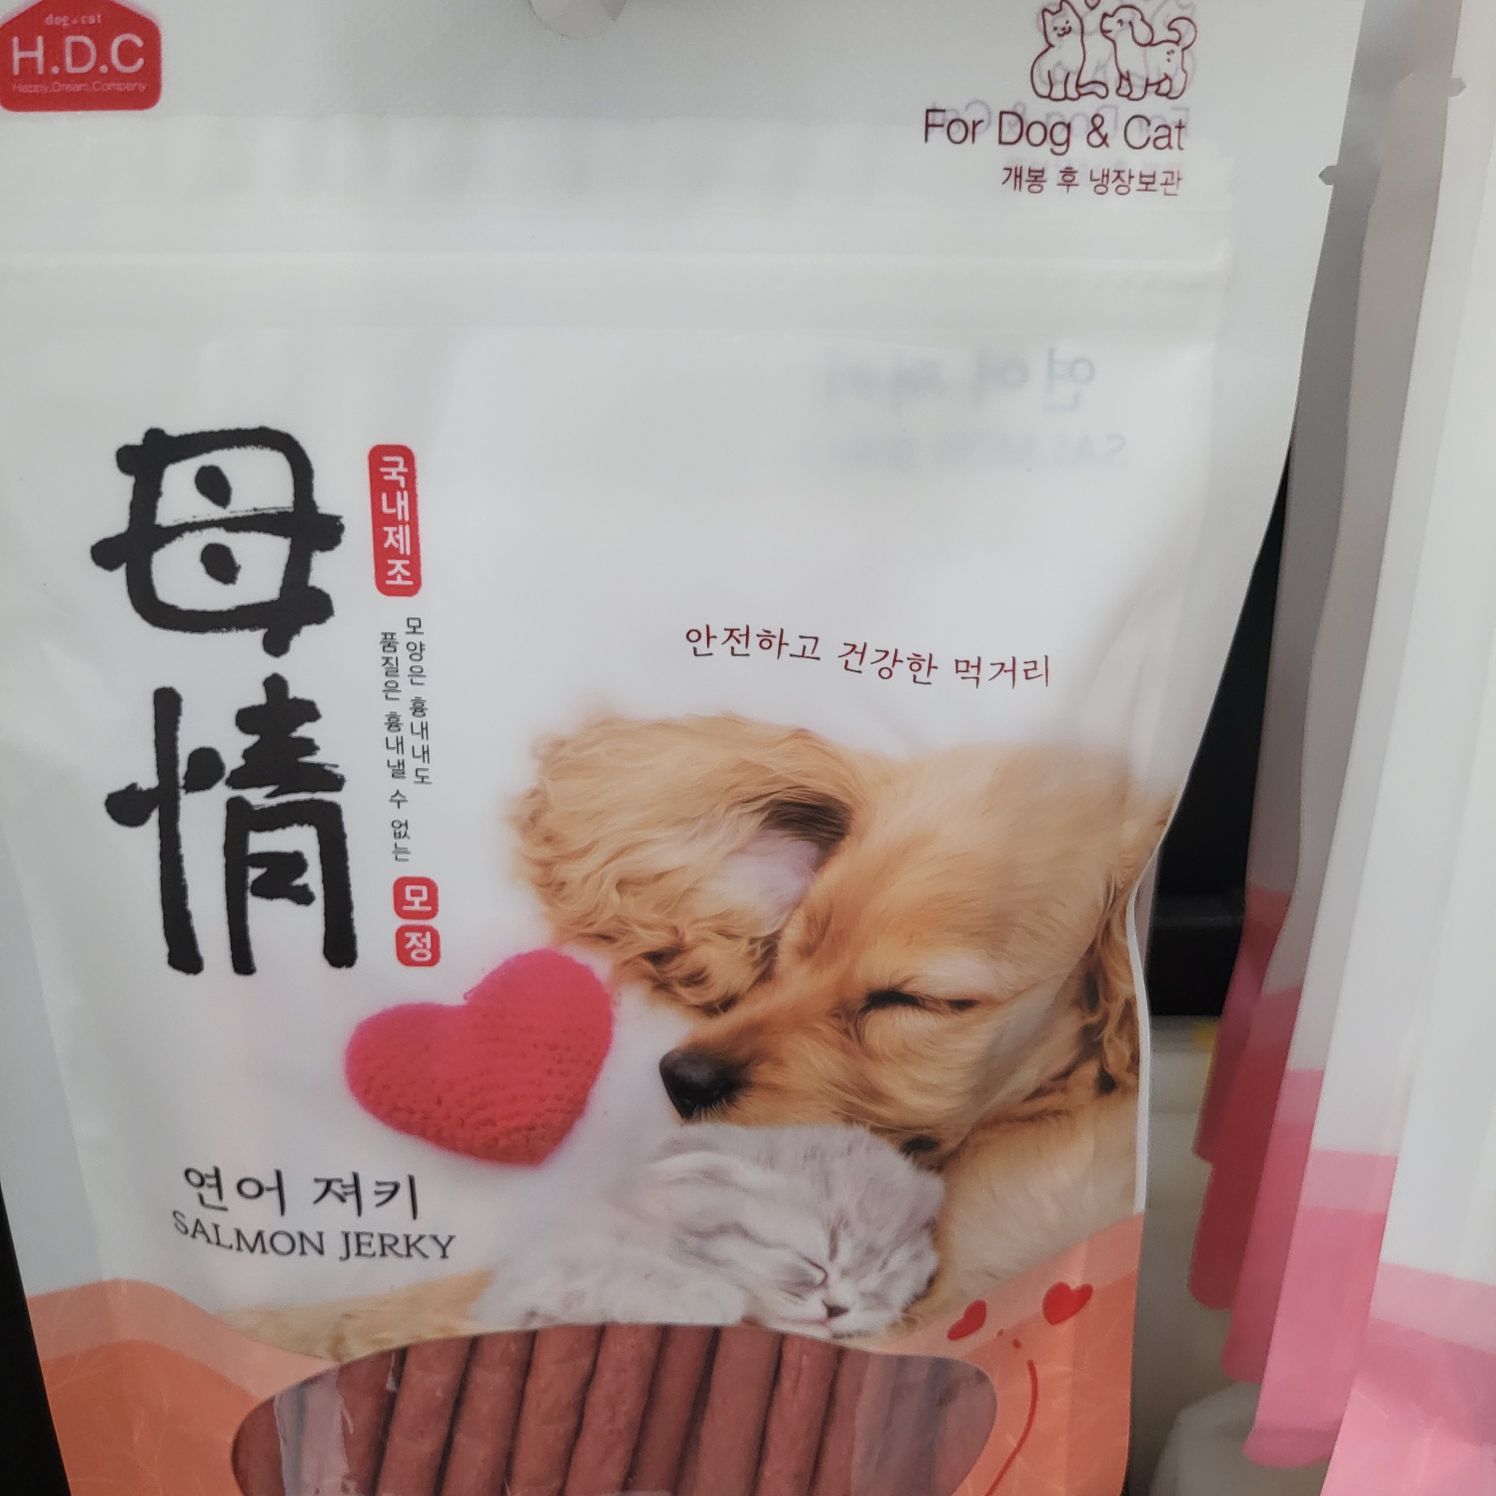 dog & cat
H.D.C
Happy.Dream.Company
For Dog & Cat
개봉 후 냉장보관
母情
국내제조
모양은 흉내내도
품질은 흉내낼 수 없는
모정
안전하고 건강한 먹거리
연어 져키
SALMON JERKY